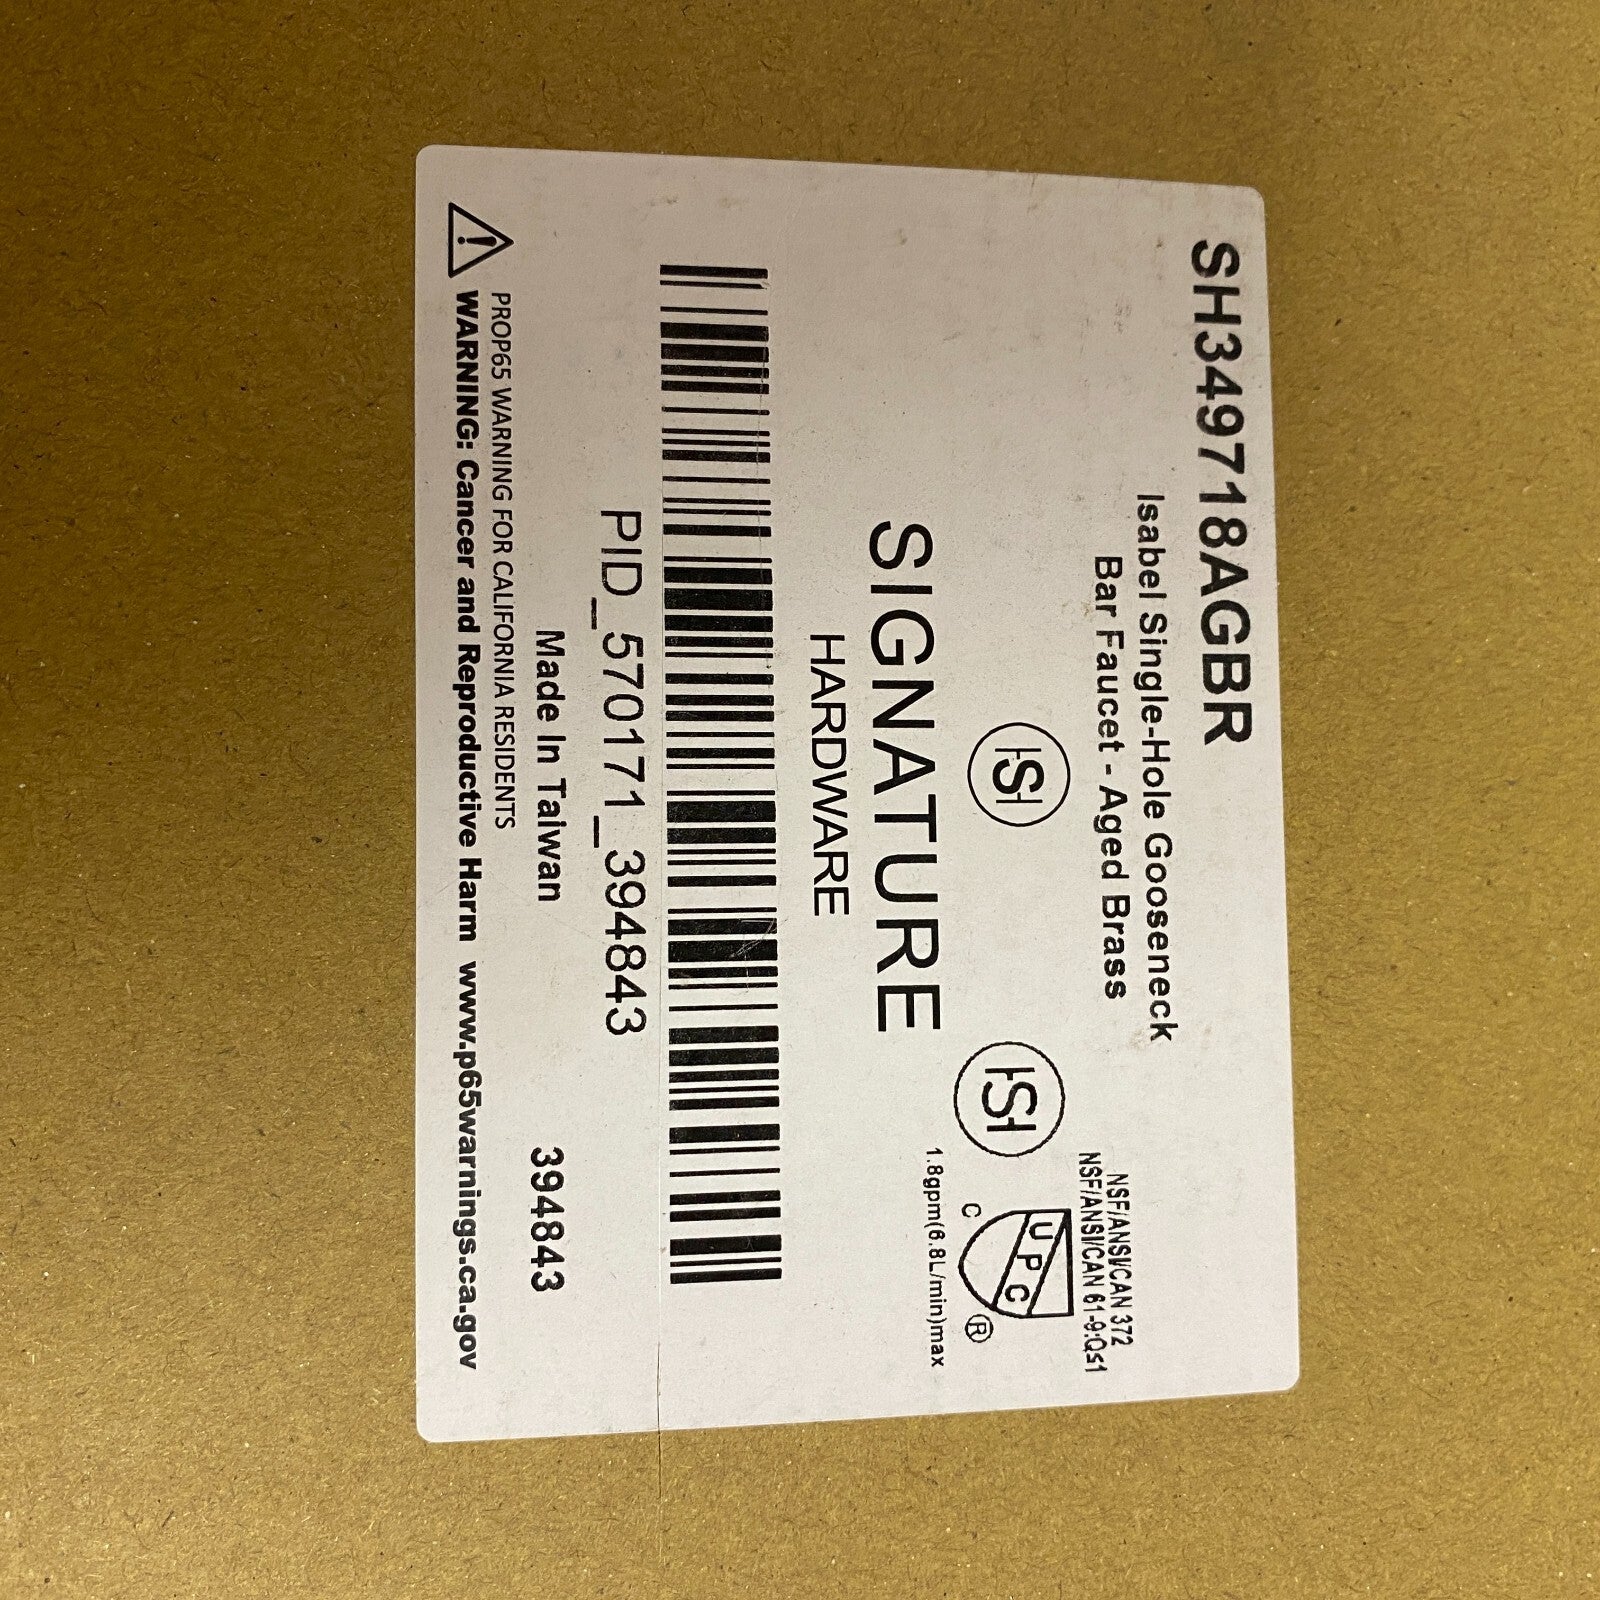 SH349718AGBR
Isabel Single-Hole Gooseneck
Bar Faucet - Aged Brass
NSF/ANSI/CAN 372
NSF/ANSI/CAN 61-9:Q≤1
SH
SH
UPC
C
®
1.8gpm(6.8L/min)max
SIGNATURE
HARDWARE
PID_570171_394843
Made In Taiwan
394843
PROP65 WARNING FOR CALIFORNIA RESIDENTS
WARNING: Cancer and Reproductive Harm www.p65warnings.ca.gov